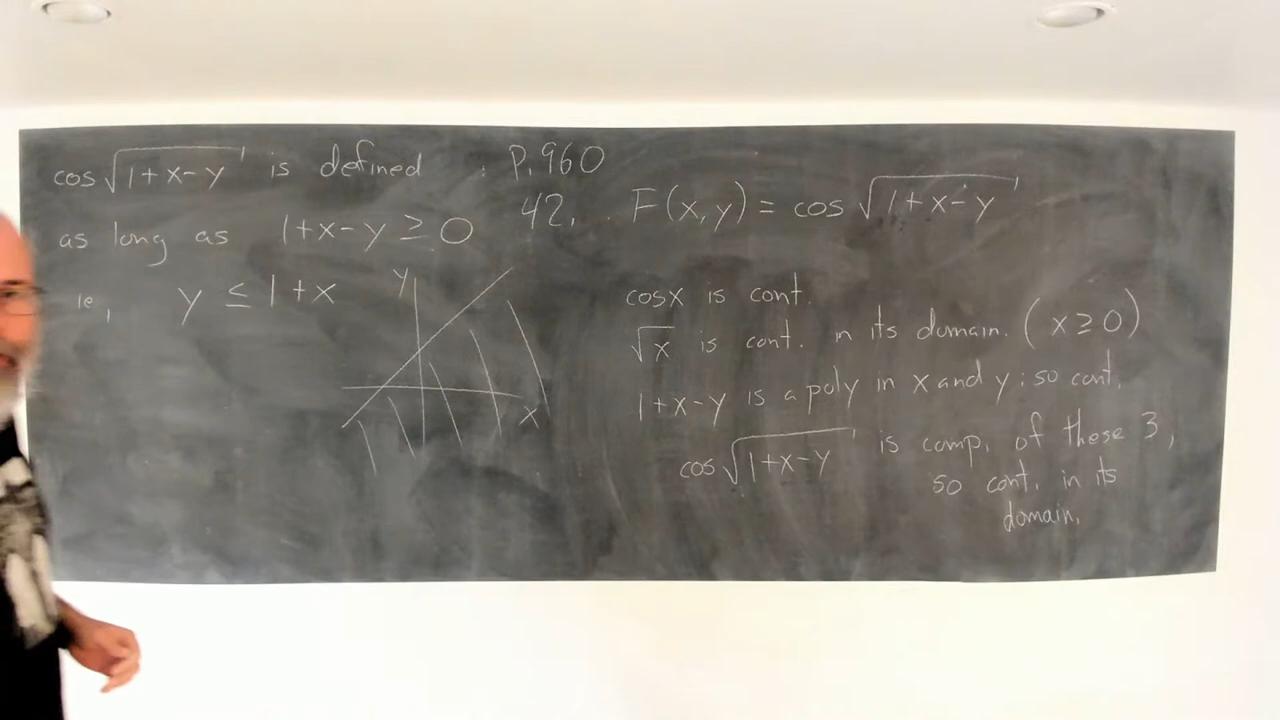 cos √(1+x-y) is defined
as long as 1+x-y ≥ 0
ie, y ≤ 1+x
y
x
P. 960
42. F(x,y) = cos √(1+x-y)
cosx is cont.
√x is cont. in its domain. (x ≥ 0)
1+x-y is a poly in x and y; so cont.
cos √(1+x-y) is comp. of these 3,
so cont. in its
domain.